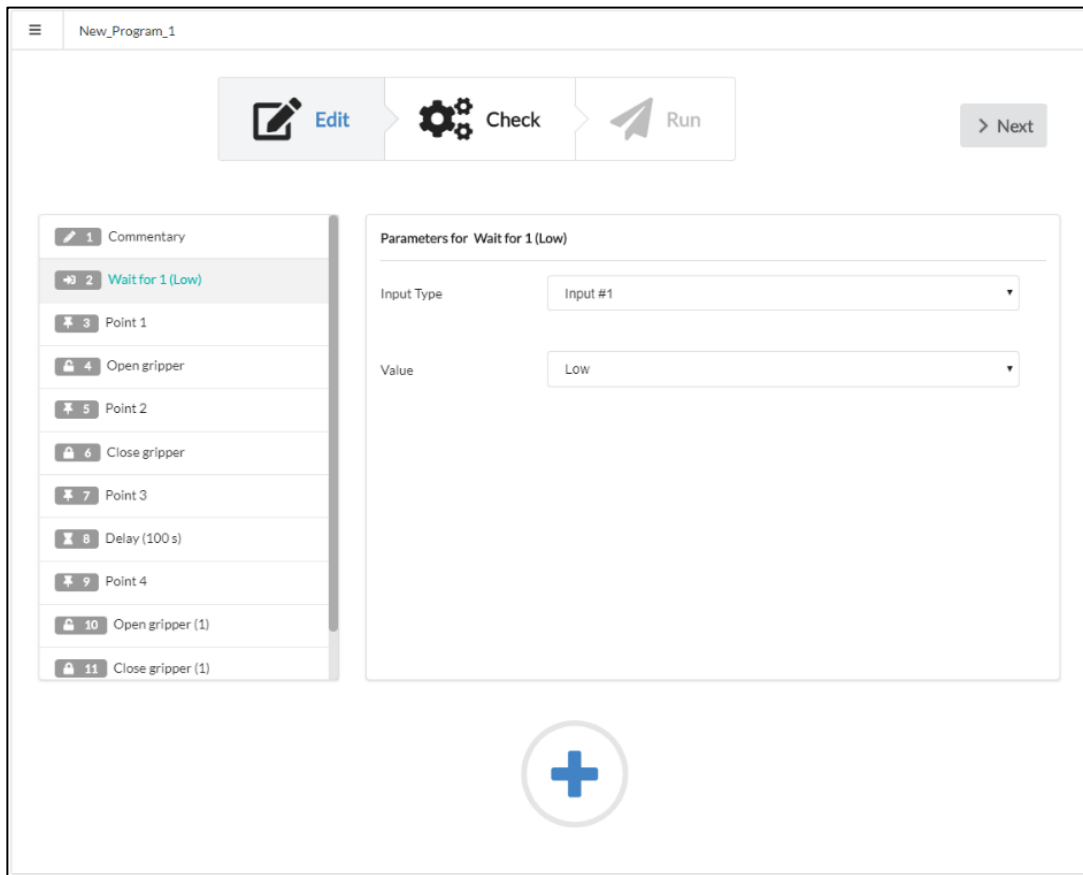 New_Program_1
Edit
Check
Run
Next
1 Commentary
2 Wait for 1 (Low)
3 Point 1
4 Open gripper
5 Point 2
6 Close gripper
7 Point 3
8 Delay (100 s)
9 Point 4
10 Open gripper (1)
11 Close gripper (1)
Parameters for Wait for 1 (Low)
Input Type Input #1
Value Low